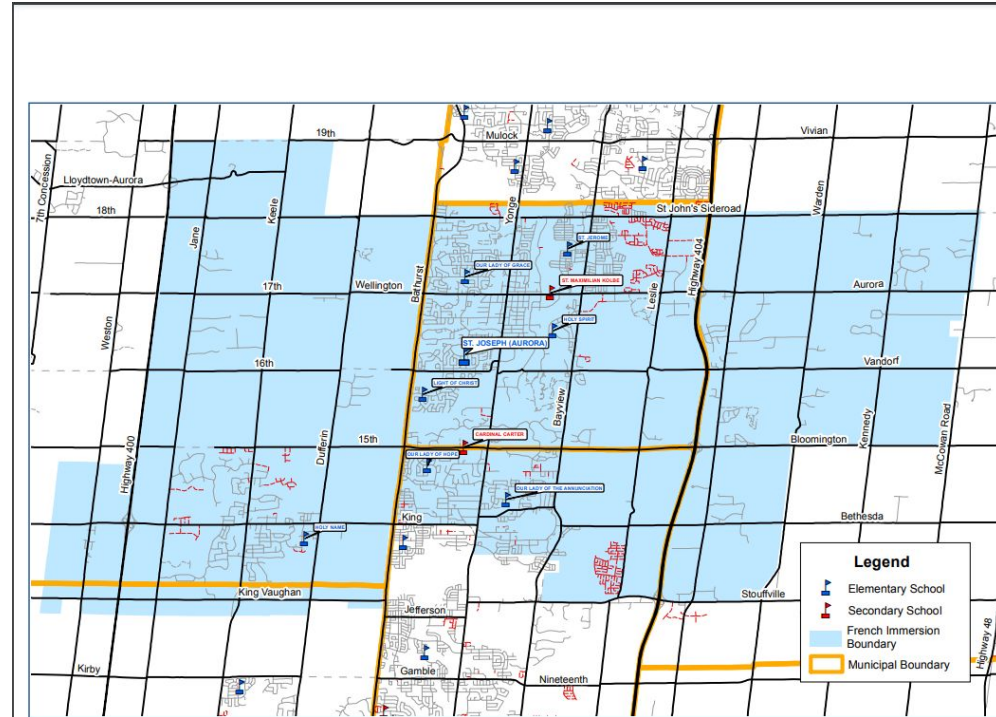 19th
Mulock
Vivian
Lloydtown-Aurora
7th Concession
18th
Keele
Yonge
St John's Sideroad
Warden
Jane
ST. JEROME
Bathurst
OUR LADY OF GRACE
Highway 404
17th
Wellington
ST. MAXIMILIAN KOLBE
Leslie
Aurora
Weston
HOLY SPIRIT
ST. JOSEPH (AURORA)
16th
Vandorf
LIGHT OF CHRIST
Bayview
Kennedy
McCowan Road
15th
CARDINAL CARTER
Bloomington
Dufferin
Highway 400
OUR LADY OF HOPE
OUR LADY OF THE ANNUNCIATION
King
Bethesda
HOLY NAME
Legend
Elementary School
Secondary School
French Immersion
Boundary
Municipal Boundary
King Vaughan
Stouffville
Jefferson
Highway 48
Kirby
Gamble
Nineteenth